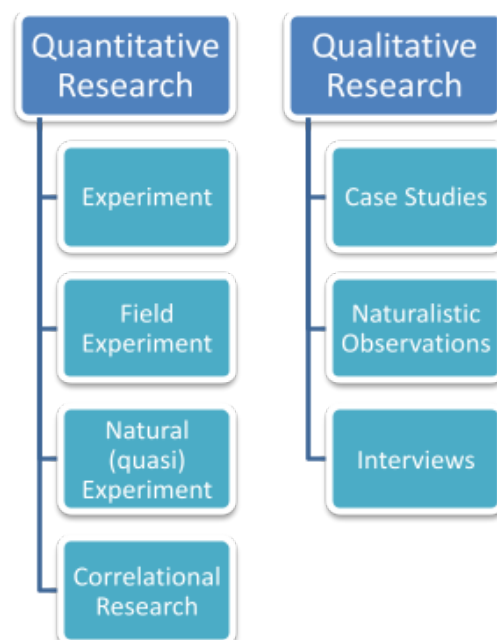 Quantitative
Research
Experiment
Field
Experiment
Natural
(quasi)
Experiment
Correlational
Research
Qualitative
Research
Case Studies
Naturalistic
Observations
Interviews